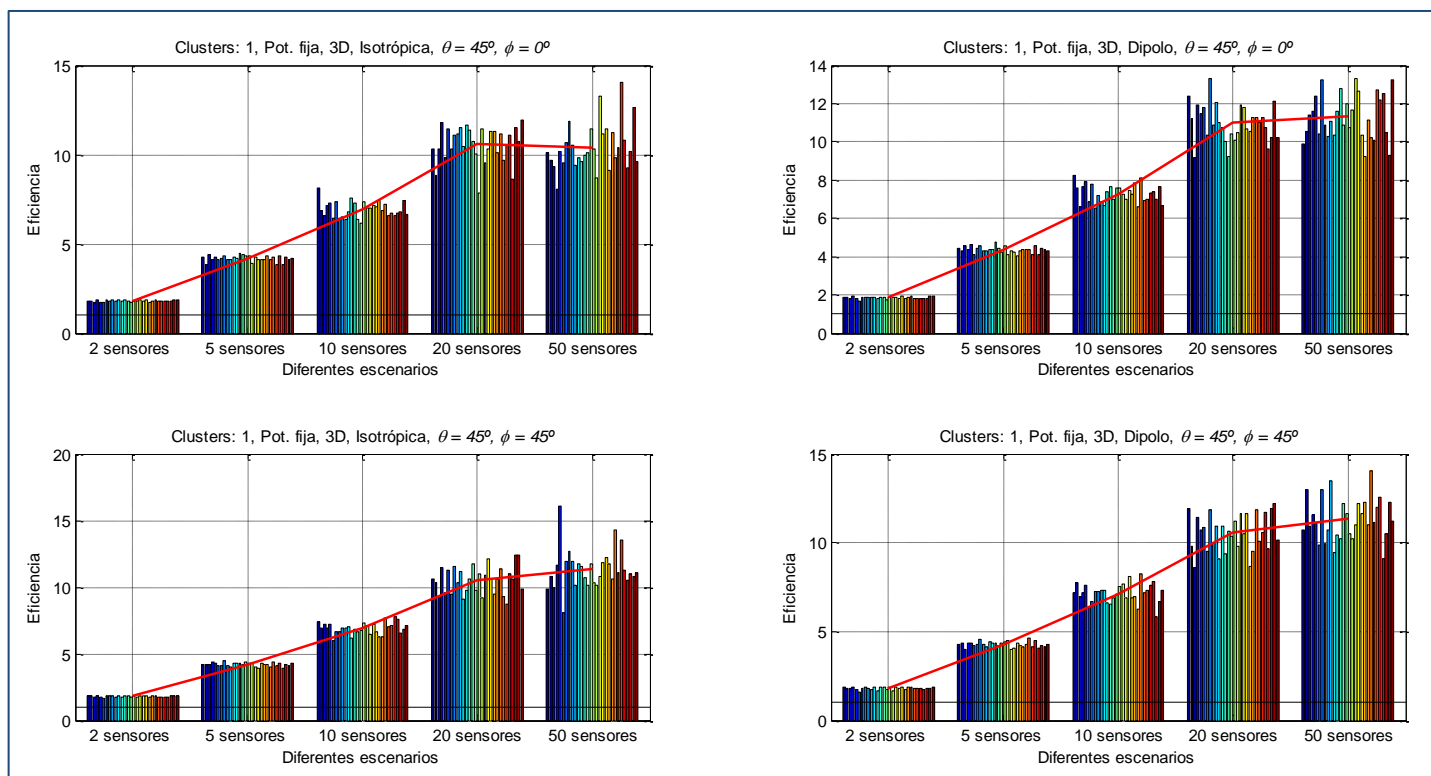 Clusters: 1, Pot. fija, 3D, Isotrópica, θ = 45º, ϕ = 0º
15
10
5
0
Eficiencia
2 sensores 5 sensores 10 sensores 20 sensores 50 sensores
Diferentes escenarios
Clusters: 1, Pot. fija, 3D, Dipolo, θ = 45º, ϕ = 0º
14
12
10
8
6
4
2
0
Eficiencia
2 sensores 5 sensores 10 sensores 20 sensores 50 sensores
Diferentes escenarios
Clusters: 1, Pot. fija, 3D, Isotrópica, θ = 45º, ϕ = 45º
20
15
10
5
0
Eficiencia
2 sensores 5 sensores 10 sensores 20 sensores 50 sensores
Diferentes escenarios
Clusters: 1, Pot. fija, 3D, Dipolo, θ = 45º, ϕ = 45º
15
10
5
0
Eficiencia
2 sensores 5 sensores 10 sensores 20 sensores 50 sensores
Diferentes escenarios